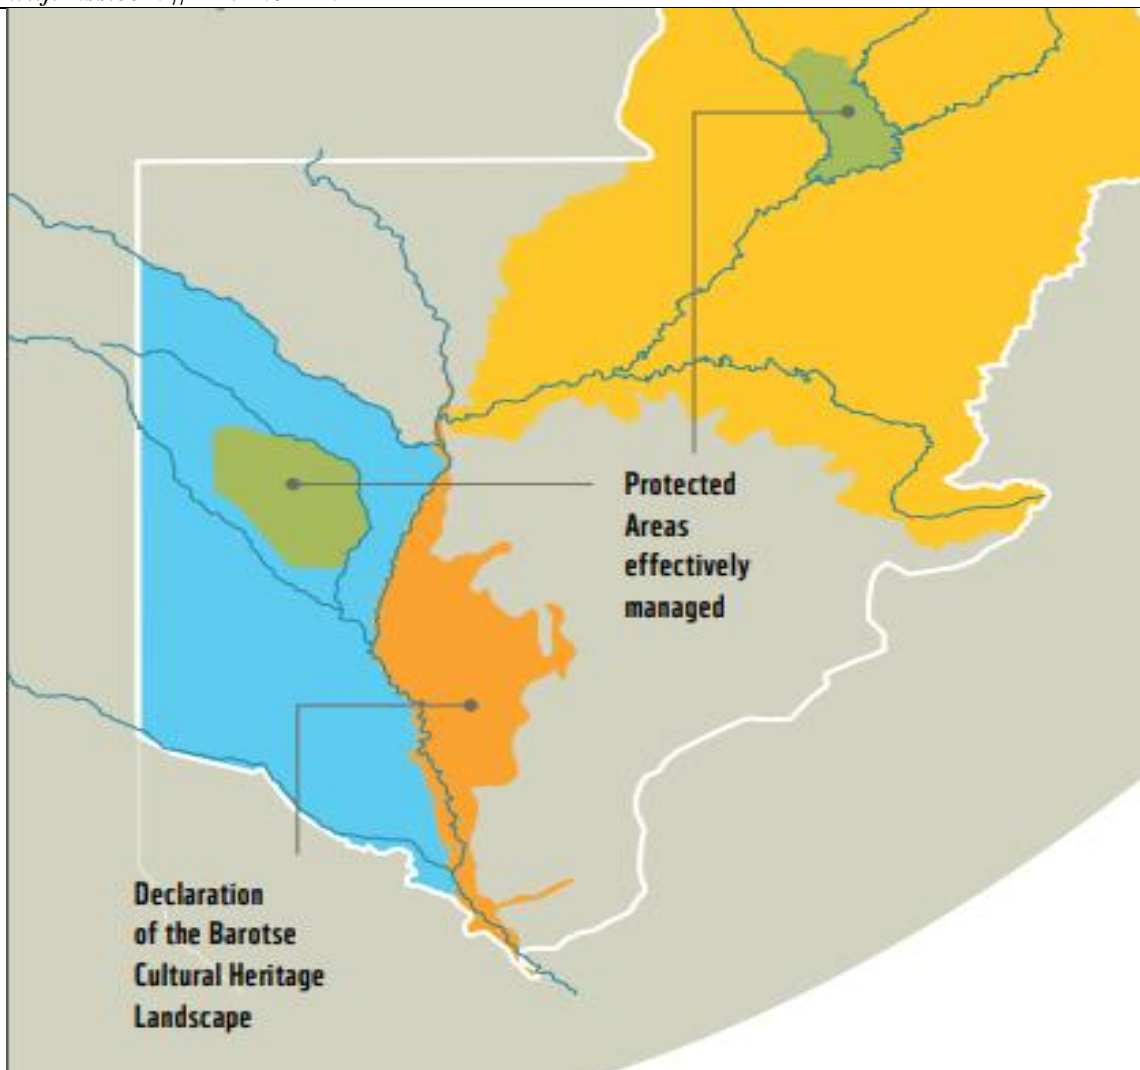 Protected
Areas
effectively
managed
Declaration
of the Barotse
Cultural Heritage
Landscape